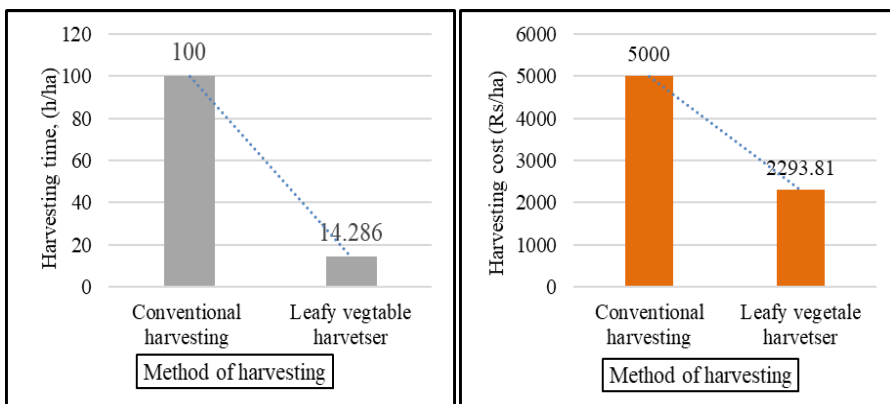 120
100
80
60
40
20
0
Harvesting time, (h/ha)
100
14.286
Conventional
harvesting
Leafy vegtable
harvetser
Method of harvesting
6000
5000
4000
3000
2000
1000
0
Harvesting cost (Rs/ha)
5000
2293.81
Conventional
harvesting
Leafy vegetale
harvester
Method of harvesting